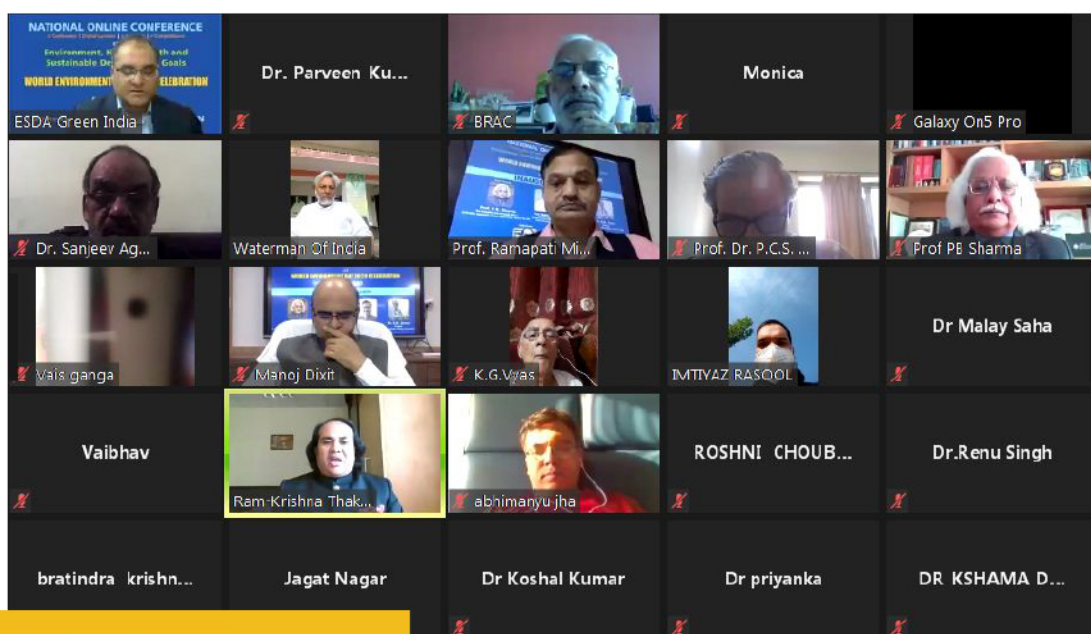 NATIONAL ONLINE CONFERENCE
Environment,
Sustainable Goals
WORLD ENVIRONMENT CELEBRATION
ESDA Green India
Dr. Parveen Ku...
BRAC
Monica
Galaxy On5 Pro
Dr. Sanjeev Ag...
Waterman Of India
Prof. Ramapati Mi...
Prof. Dr. P.C.S. ...
Prof PB Sharma
Vais ganga
Manoj Dixit
K.G.Vyas
IMTIYAZ RASOOL
Dr Malay Saha
Vaibhav
Ram-Krishna Thak...
abhimanyu jha
ROSHNI CHOUB...
Dr.Renu Singh
bratindra krishn...
Jagat Nagar
Dr Koshal Kumar
Dr priyanka
DR KSHAMA D...